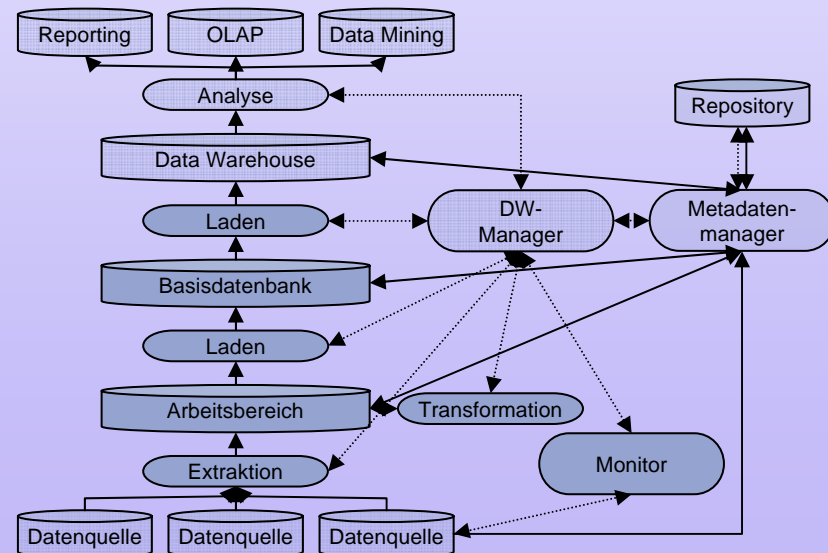 Reporting
OLAP
Data Mining
Analyse
Repository
Data Warehouse
Laden
DW-
Manager
Metadaten-
manager
Basisdatenbank
Laden
Arbeitsbereich
Transformation
Extraktion
Monitor
Datenquelle
Datenquelle
Datenquelle